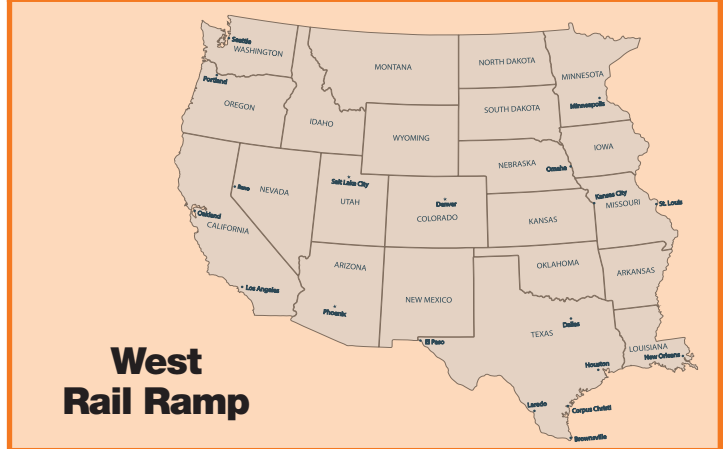 Seattle
WASHINGTON
MONTANA
NORTH DAKOTA
MINNESOTA
Portland
OREGON
IDAHO
SOUTH DAKOTA
Minneapolis
WYOMING
IOWA
NEBRASKA
Omaha
Reno
NEVADA
Salt Lake City
UTAH
Denver
COLORADO
KANSAS
Kansas City
MISSOURI
St. Louis
Oakland
CALIFORNIA
ARIZONA
OKLAHOMA
ARKANSAS
Los Angeles
NEW MEXICO
Phoenix
El Paso
TEXAS
Dallas
LOUISIANA
New Orleans
Houston
Laredo
Corpus Christi
Brownsville
West
Rail Ramp